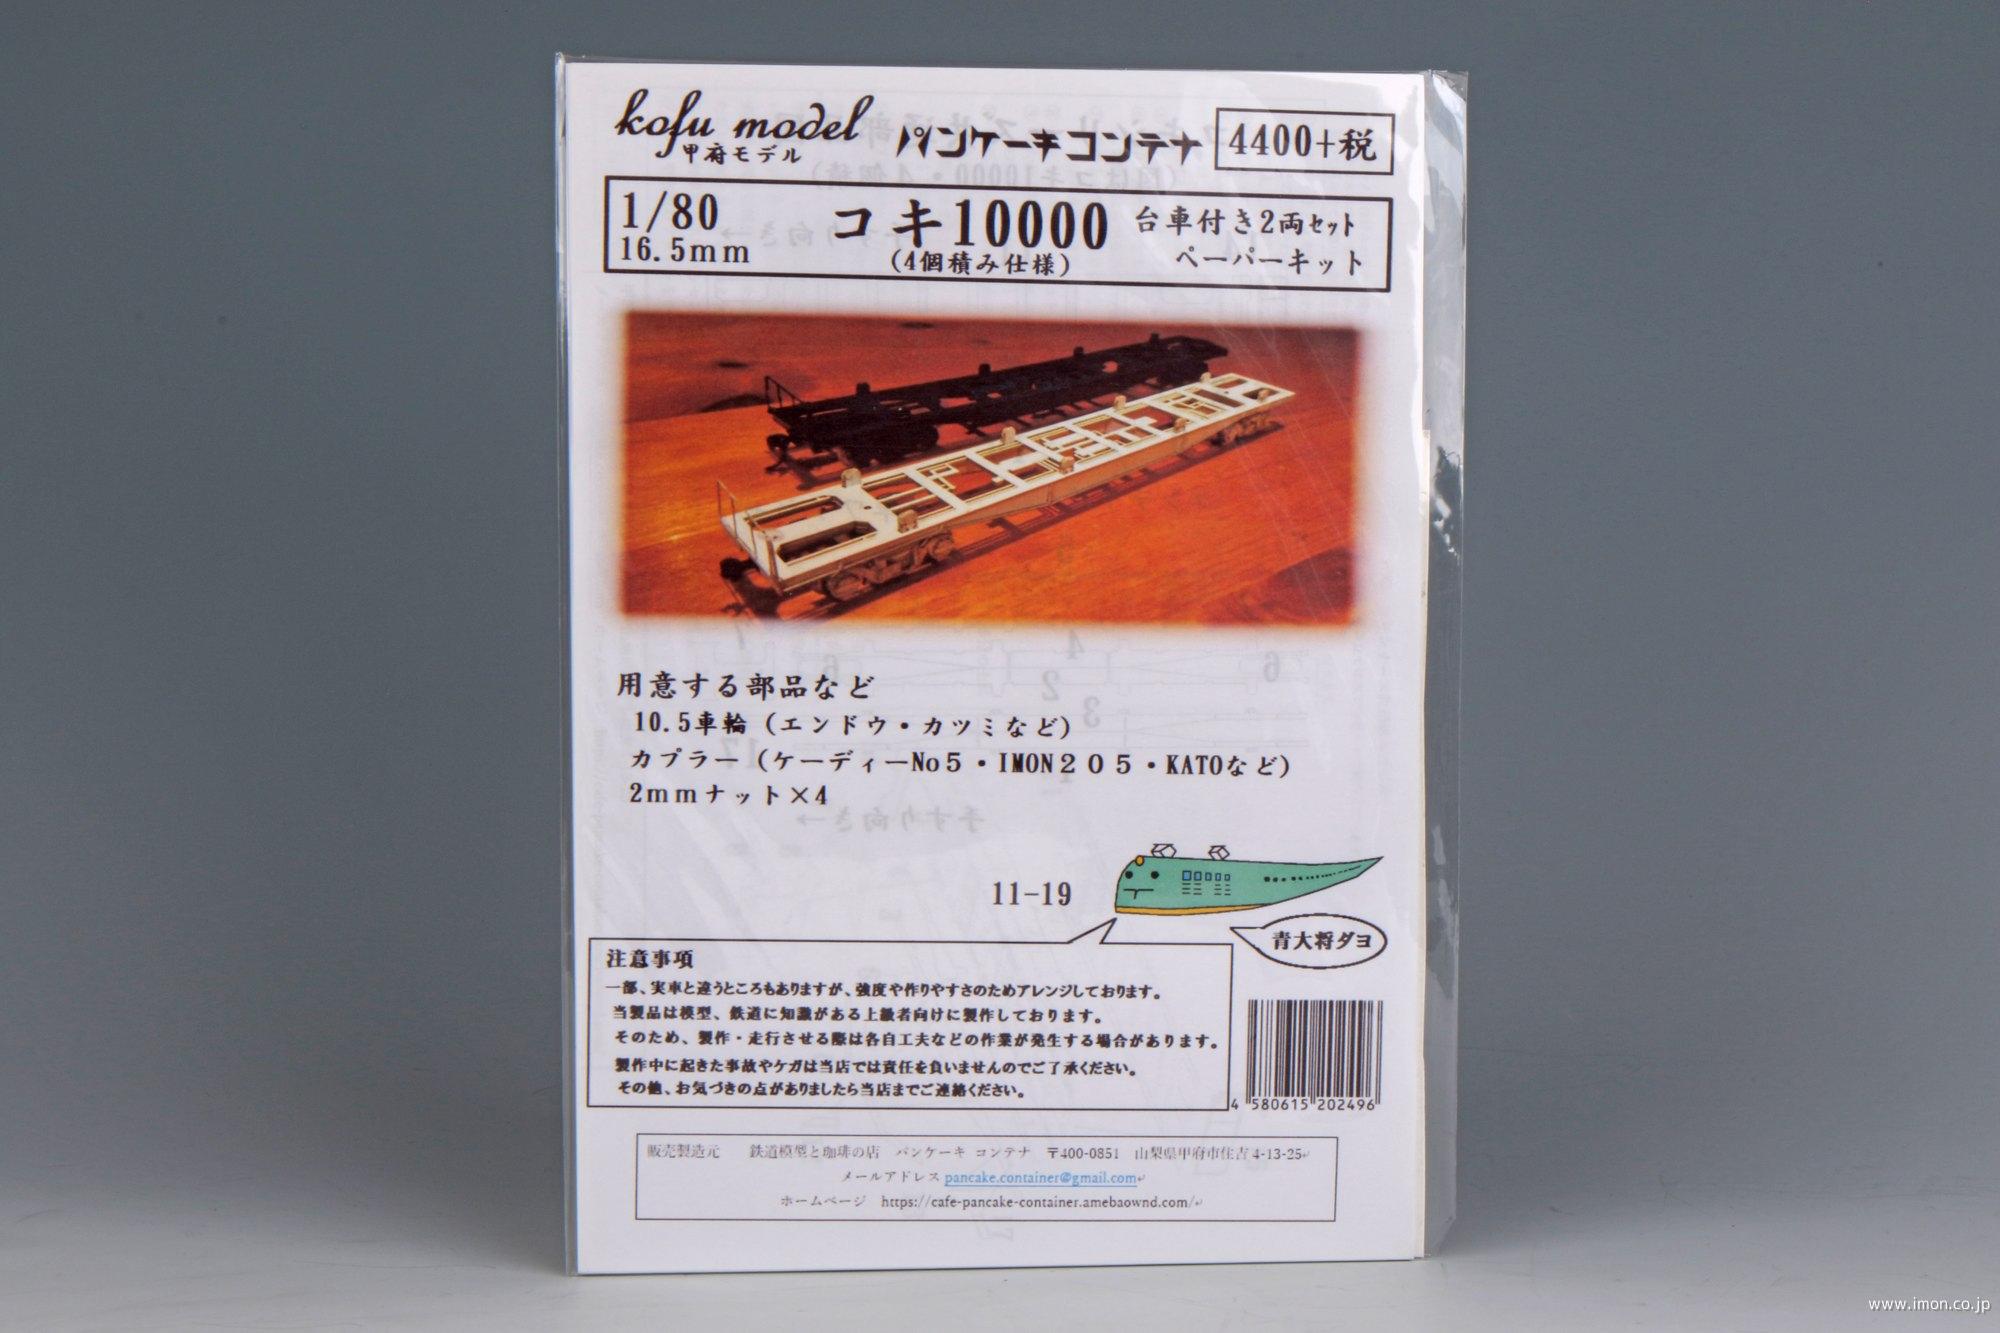 kofu model
甲府モデル
パンケーキコンテナ
4400+税
1/80
16.5mm
コキ10000
(4個積み仕様)
台車付き2両セット
ペーパーキット
用意する部品など
10.5車輪（エンドウ・カツミなど）
カプラー（ケーディーNo5・IMON205・KATOなど）
2mmナット×4
11-19
青大将ダヨ
注意事項
一部、実車と違うところもありますが、強度や作りやすさのためアレンジしております。
当製品は模型、鉄道に知識がある上級者向けに製作しております。
そのため、製作・走行させる際は各自工夫などの作業が発生する場合があります。
製作中に起きた事故やケガは当店では責任を負いませんのでご了承ください。
その他、お気づきの点がありましたら当店までご連絡ください。
4 580615 202496
販売製造元　鉄道模型と珈琲の店　パンケーキ コンテナ　〒400-0851　山梨県甲府市住吉4-13-25
メールアドレス pancake.container@gmail.com
ホームページ　https://cafe-pancake-container.amebaownd.com/
www.imon.co.jp